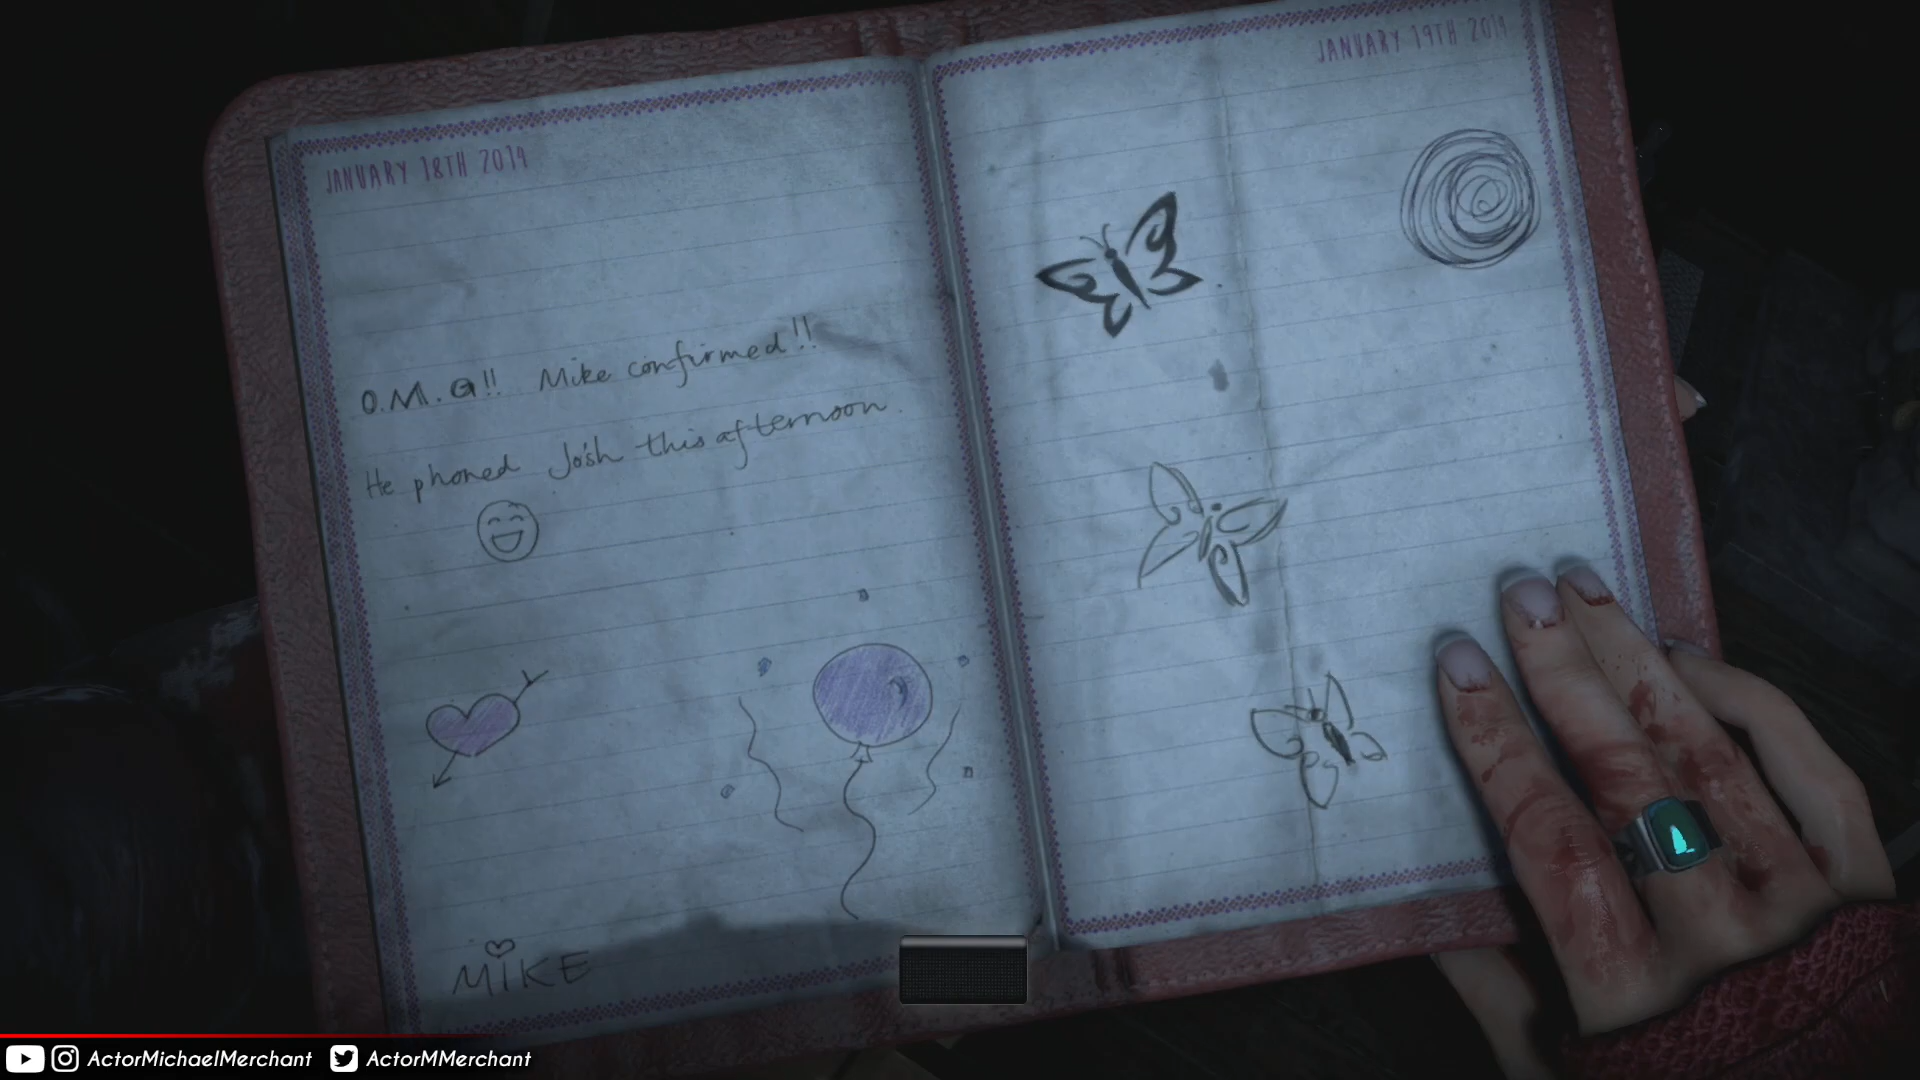 JANUARY 18TH 2014
JANUARY 19TH 2014
O.M.G!! Mike confirmed!!
He phoned Josh this afternoon.
MIKE
ActorMichaelMerchant ActorMMerchant